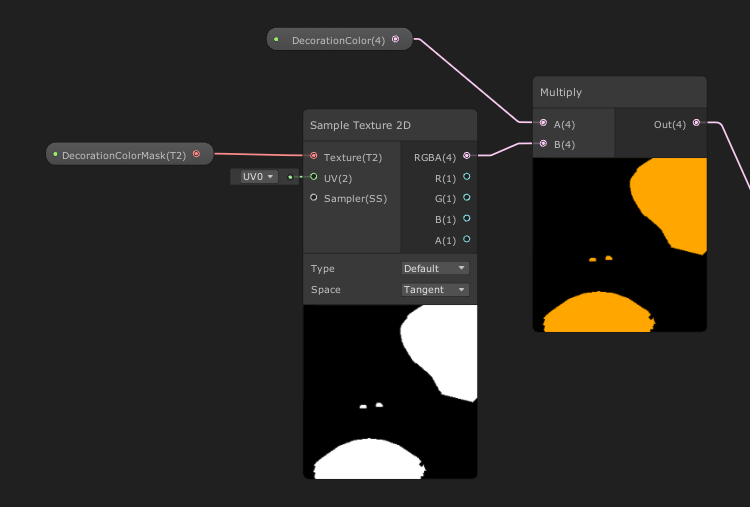 DecorationColor(4)
Multiply
A(4)
Out(4)
B(4)
Sample Texture 2D
DecorationColorMask(T2)
Texture(T2)
RGBA(4)
UV0
UV(2)
R(1)
Sampler(SS)
G(1)
B(1)
A(1)
Type
Default
Space
Tangent